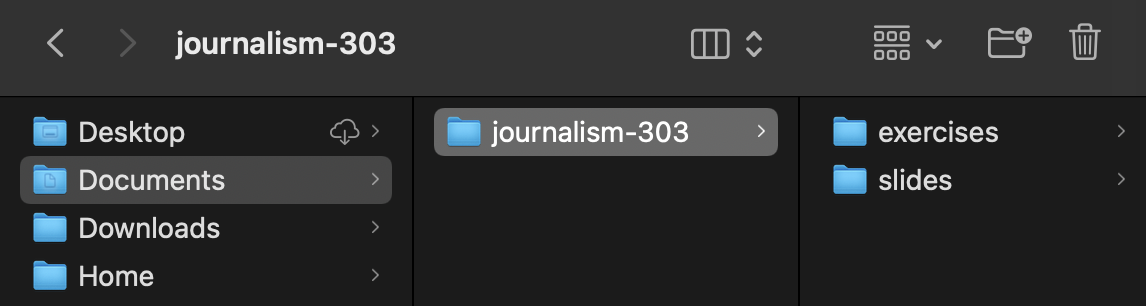 journalism-303
Desktop
Documents
Downloads
Home
journalism-303
exercises
slides